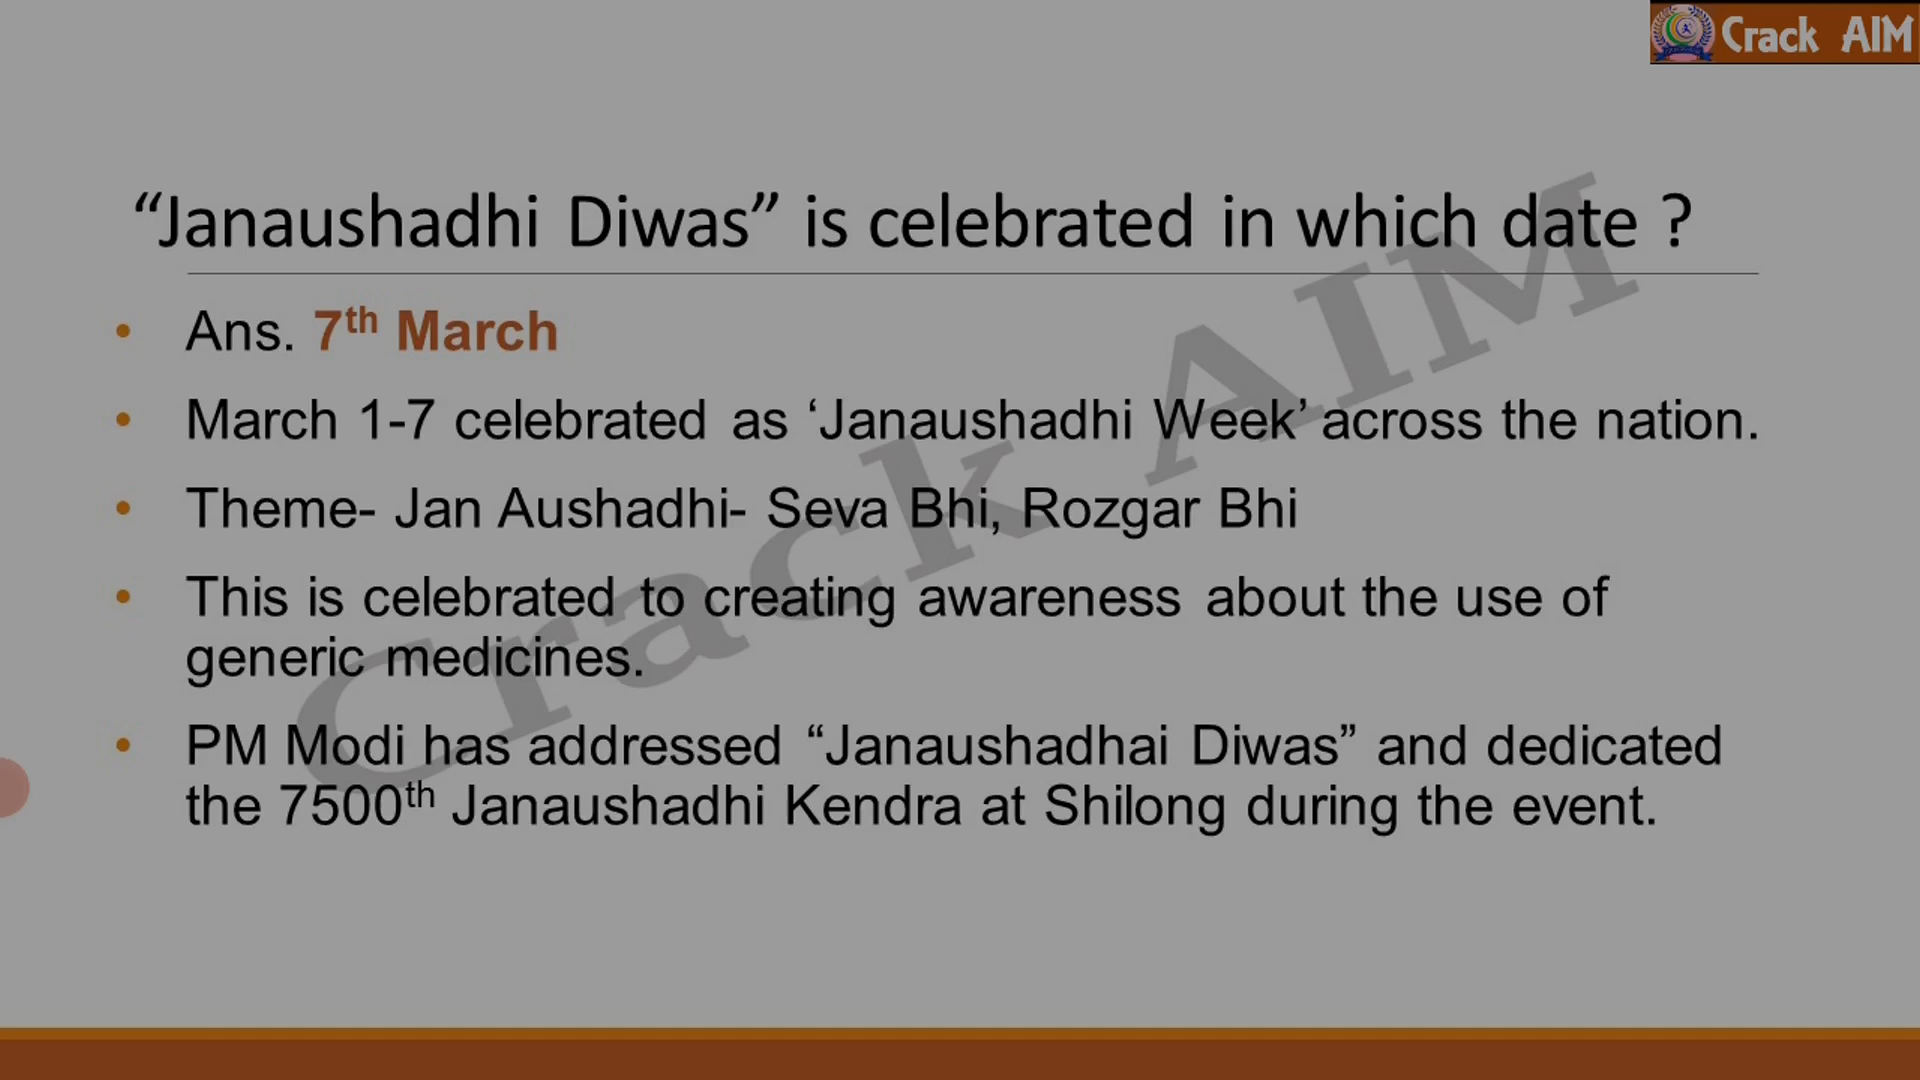 Crack AIM
“Janaushadhi Diwas” is celebrated in which date ?
• Ans. 7th March
• March 1-7 celebrated as ‘Janaushadhi Week’ across the nation.
• Theme- Jan Aushadhi- Seva Bhi, Rozgar Bhi
• This is celebrated to creating awareness about the use of
generic medicines.
• PM Modi has addressed “Janaushadhai Diwas” and dedicated
the 7500th Janaushadhi Kendra at Shilong during the event.
Crack AIM